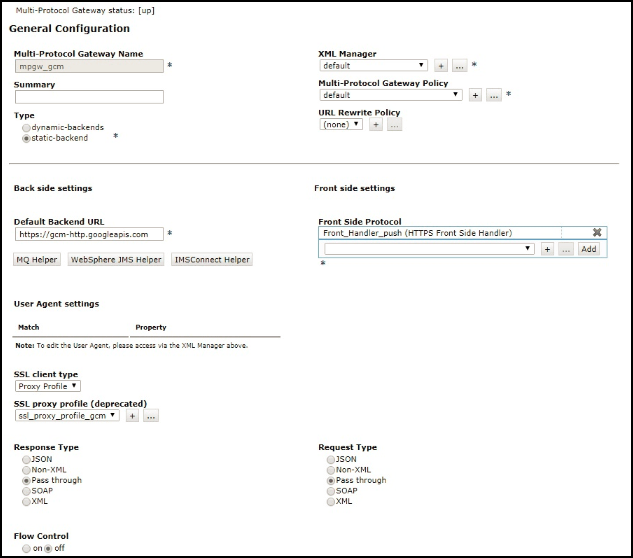 Multi-Protocol Gateway status: [up]
General Configuration
Multi-Protocol Gateway Name
mpgw_gcm *
Summary
Type
dynamic-backends
static-backend *
XML Manager
default + ... *
Multi-Protocol Gateway Policy
default + ... *
URL Rewrite Policy
(none) + ...
Back side settings
Front side settings
Default Backend URL
https://gcm-http.googleapis.com *
MQ Helper WebSphere JMS Helper IMSConnect Helper
Front Side Protocol
Front_Handler_push (HTTPS Front Side Handler)
+ ... Add
*
User Agent settings
Match Property
Note: To edit the User Agent, please access via the XML Manager above.
SSL client type
Proxy Profile
SSL proxy profile (deprecated)
ssl_proxy_profile_gcm + ...
Response Type
JSON
Non-XML
Pass through
SOAP
XML
Request Type
JSON
Non-XML
Pass through
SOAP
XML
Flow Control
on off